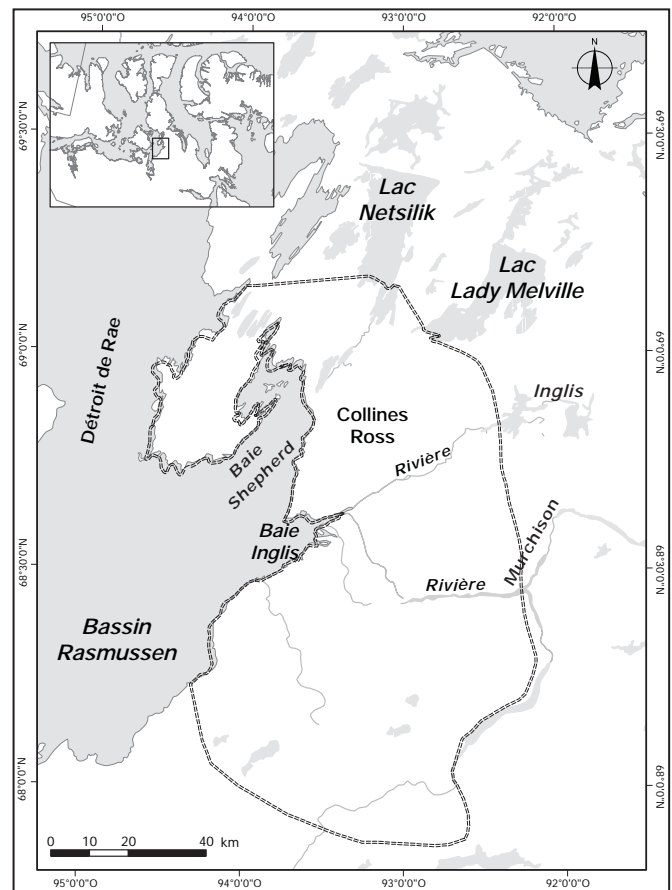 95°0'0"O
94°0'0"O
93°0'0"O
92°0'0"O
N
69°30'0"N
69°30'0"N
Lac
Netsilik
Lac
Lady Melville
69°0'0"N
69°0'0"N
Détroit de Rae
Inglis
Collines
Ross
Baie
Shepherd
Rivière
Baie
Inglis
Murchison
68°30'0"N
68°30'0"N
Rivière
Bassin
Rasmussen
68°0'0"N
68°0'0"N
0 10 20 40 km
95°0'0"O
94°0'0"O
93°0'0"O
92°0'0"O